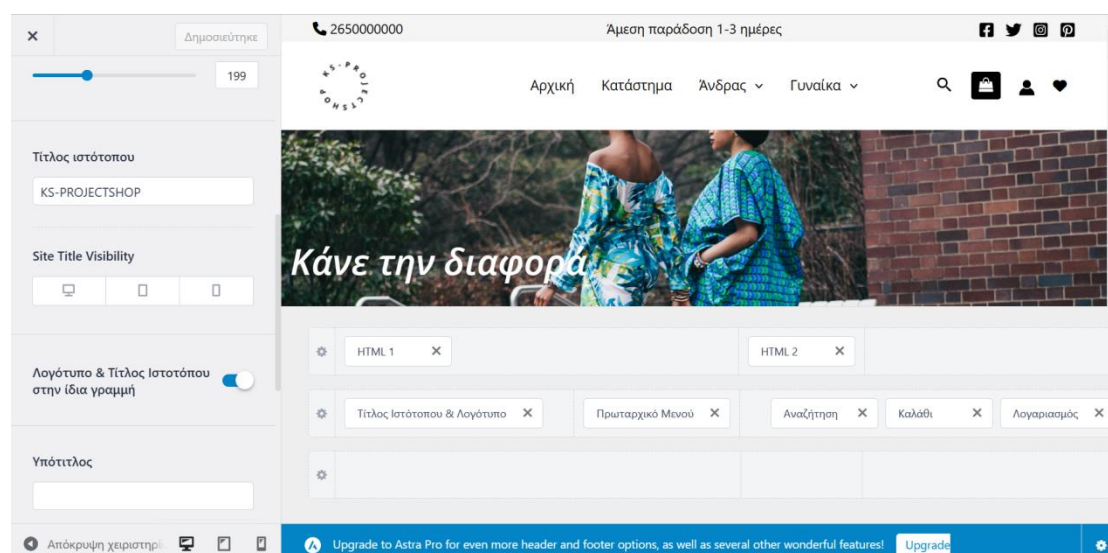 Δημοσιεύτηκε
199
Τίτλος ιστότοπου
KS-PROJECTSHOP
Site Title Visibility
Λογότυπο & Τίτλος Ιστοτόπου
στην ίδια γραμμή
Υπότιτλος
Απόκρυψη χειριστηρί
2650000000
Άμεση παράδοση 1-3 ημέρες
KS-PROJECTSHOP
Αρχική Κατάστημα Άνδρας Γυναίκα
Κάνε την διαφορά
HTML 1 HTML 2
Τίτλος Ιστότοπου & Λογότυπο Πρωταρχικό Μενού Αναζήτηση Καλάθι Λογαριασμός
Upgrade to Astra Pro for even more header and footer options, as well as several other wonderful features! Upgrade